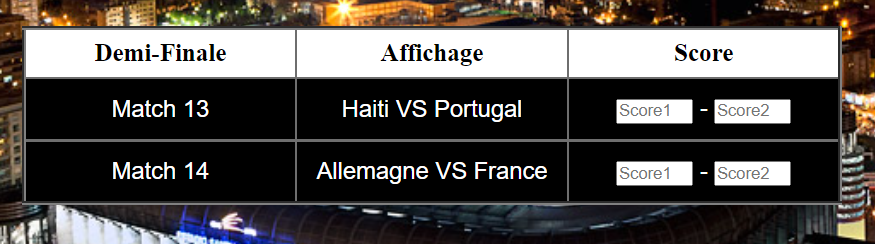 Demi-Finale Affichage Score
Match 13 Haiti VS Portugal Score1 - Score2
Match 14 Allemagne VS France Score1 - Score2